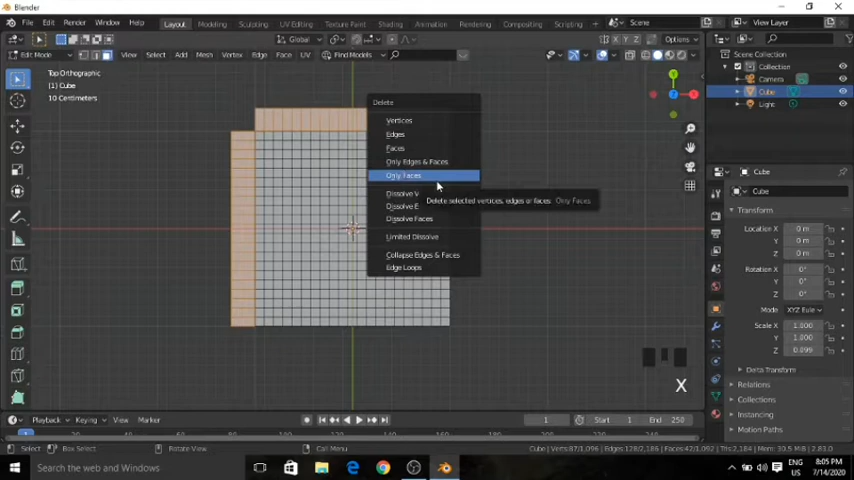 Blender
File Edit Render Window Help Layout Modeling Sculpting UV Editing Texture Paint Shading Animation Rendering Compositing Scripting Scene View Layer
Global Options
Edit Mode View Select Add Mesh Vertex Edge Face UV Find Models
Top Orthographic
(1) Cube
10 Centimeters
Delete
Vertices
Edges
Faces
Only Edges & Faces
Only Faces
Dissolve V
Delete selected vertices, edges or faces: Only Faces
Dissolve E
Dissolve Faces
Limited Dissolve
Collapse Edges & Faces
Edge Loops
X
X Y Z
Scene Collection
Collection
Camera
Cube
Light
Cube
Cube
Transform
Location X 0 m
Y 0 m
Z 0 m
Rotation X 0°
Y 0°
Z 0°
Mode XYZ Euler
Scale X 1.000
Y 1.000
Z 0.099
Delta Transform
Relations
Collections
Instancing
Motion Paths
Playback Keying View Marker 1 Start 1 End 250
Select Box Select Rotate View Call Menu Cube | Verts:87/1,096 | Edges:128/2,186 | Faces:42/1,092 | Tris:2,184 | Mem: 30.5 MiB | 2.83.0
Search the web and Windows
ENG
US
8:05 PM
7/14/2020